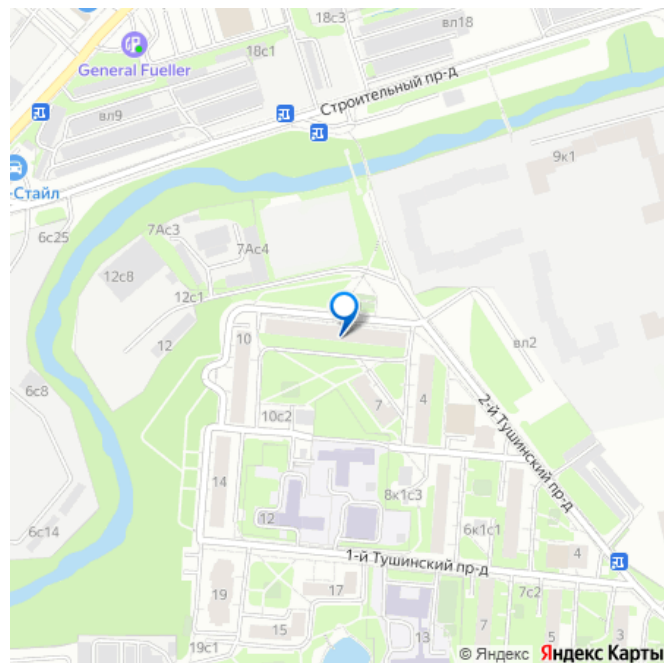 18с3
вл18
General Fueller
18с1
Строительный пр-д
вл9
9к1
-Стайл
6с25
7Ас3
7Ас4
12с8
12с1
12
10
вл2
6с8
7
4
2-й Тушинский пр-д
10с2
14
8к1с3
12
6к1с1
6с14
1-й Тушинский пр-д
4
19
17
7с2
15
13
7
5
3
19с1
© Яндекс Яндекс Карты